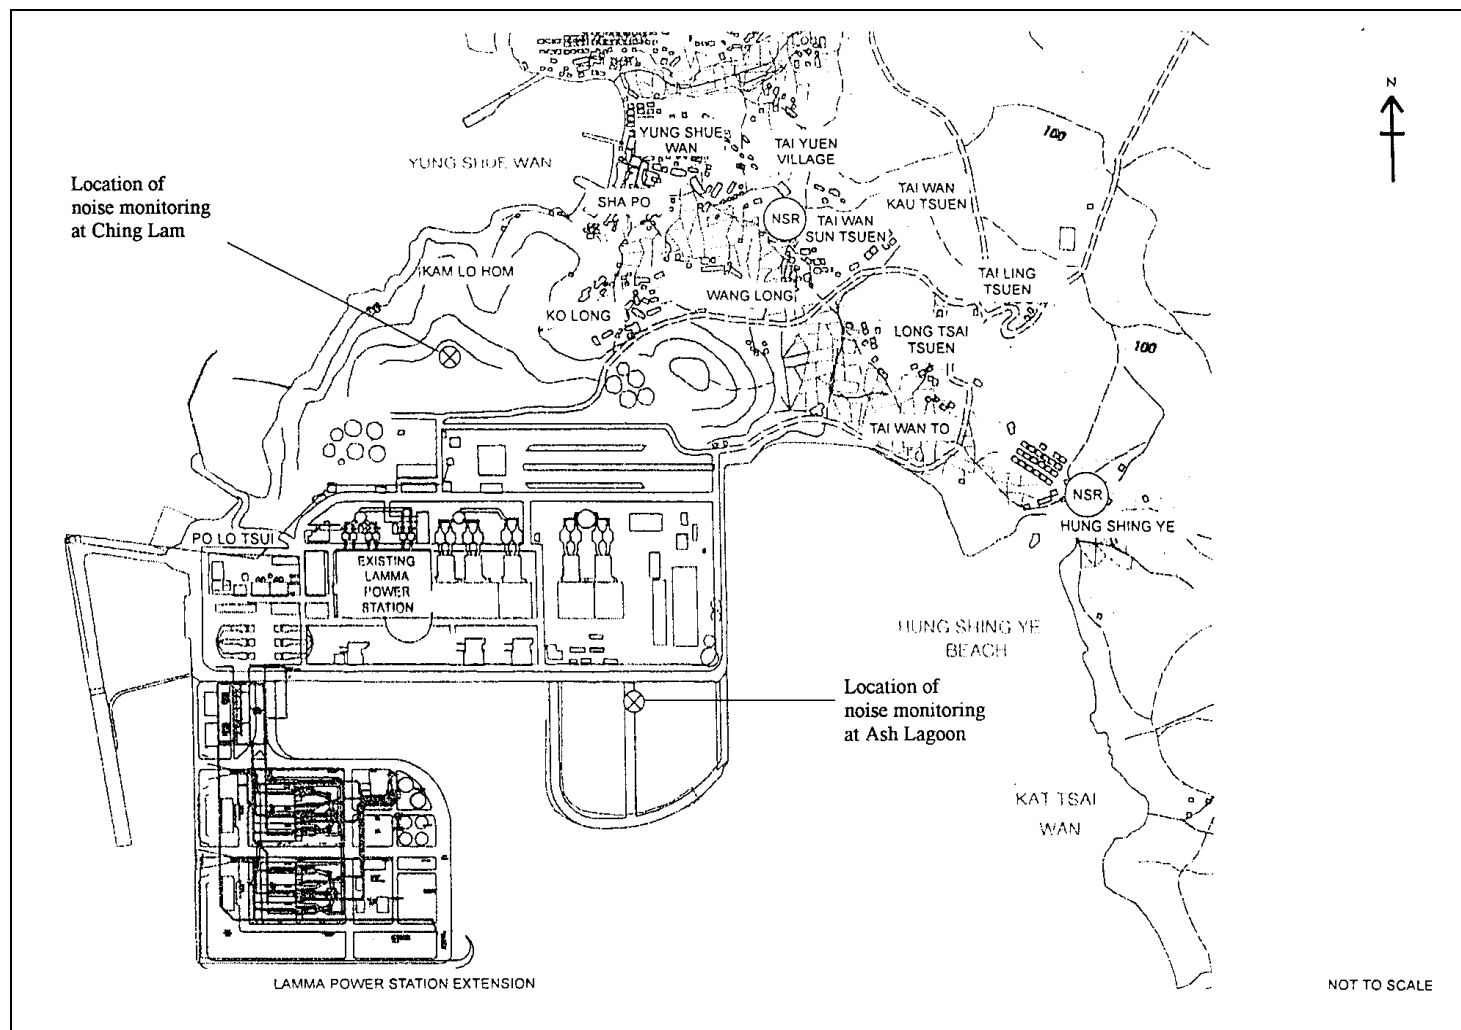 N
YUNG SHUE
WAN
TAI YUEN
VILLAGE
100
YUNG SHUE WAN
Location of
noise monitoring
at Ching Lam
SHA PO
NSR
TAI WAN
KAU TSUEN
TAI WAN
SUN TSUEN
KAM LO HOM
TAI LING
TSUEN
WANG LONG
KO LONG
LONG TSAI
TSUEN
100
TAI WAN TO
NSR
HUNG SHING YE
PO LO TSUI
EXISTING
LAMMA
POWER
STATION
HUNG SHING YE
BEACH
Location of
noise monitoring
at Ash Lagoon
KAT TSAI
WAN
LAMMA POWER STATION EXTENSION
NOT TO SCALE